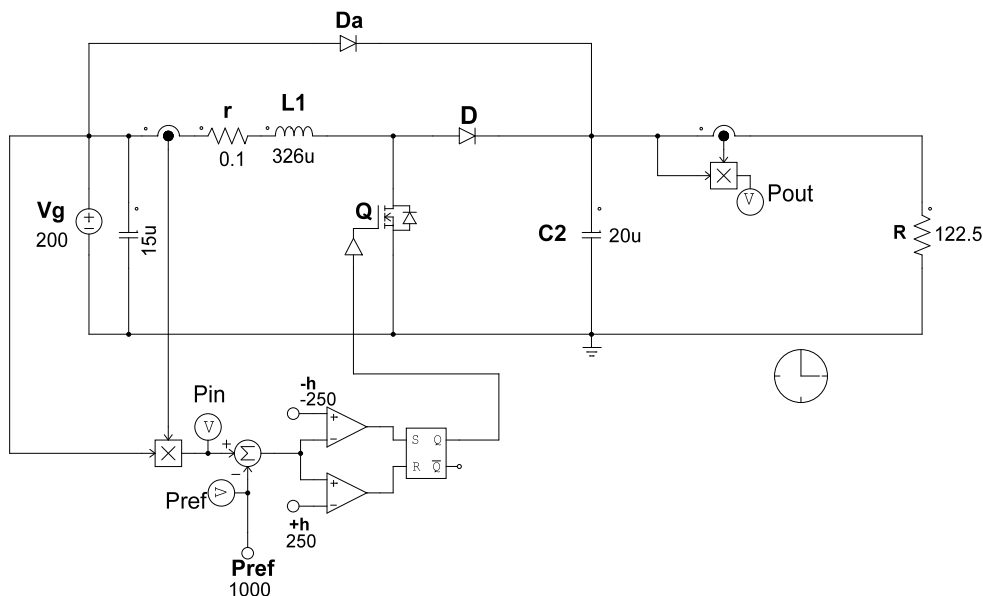 Da
r
L1
D
0.1
326u
Vg
200
15u
Q
C2
20u
Pout
V
R
122.5
Pin
V
-h
-250
+
-
S Q
R Q̅
+
Σ
-
+
-
Pref
V
+h
250
Pref
1000